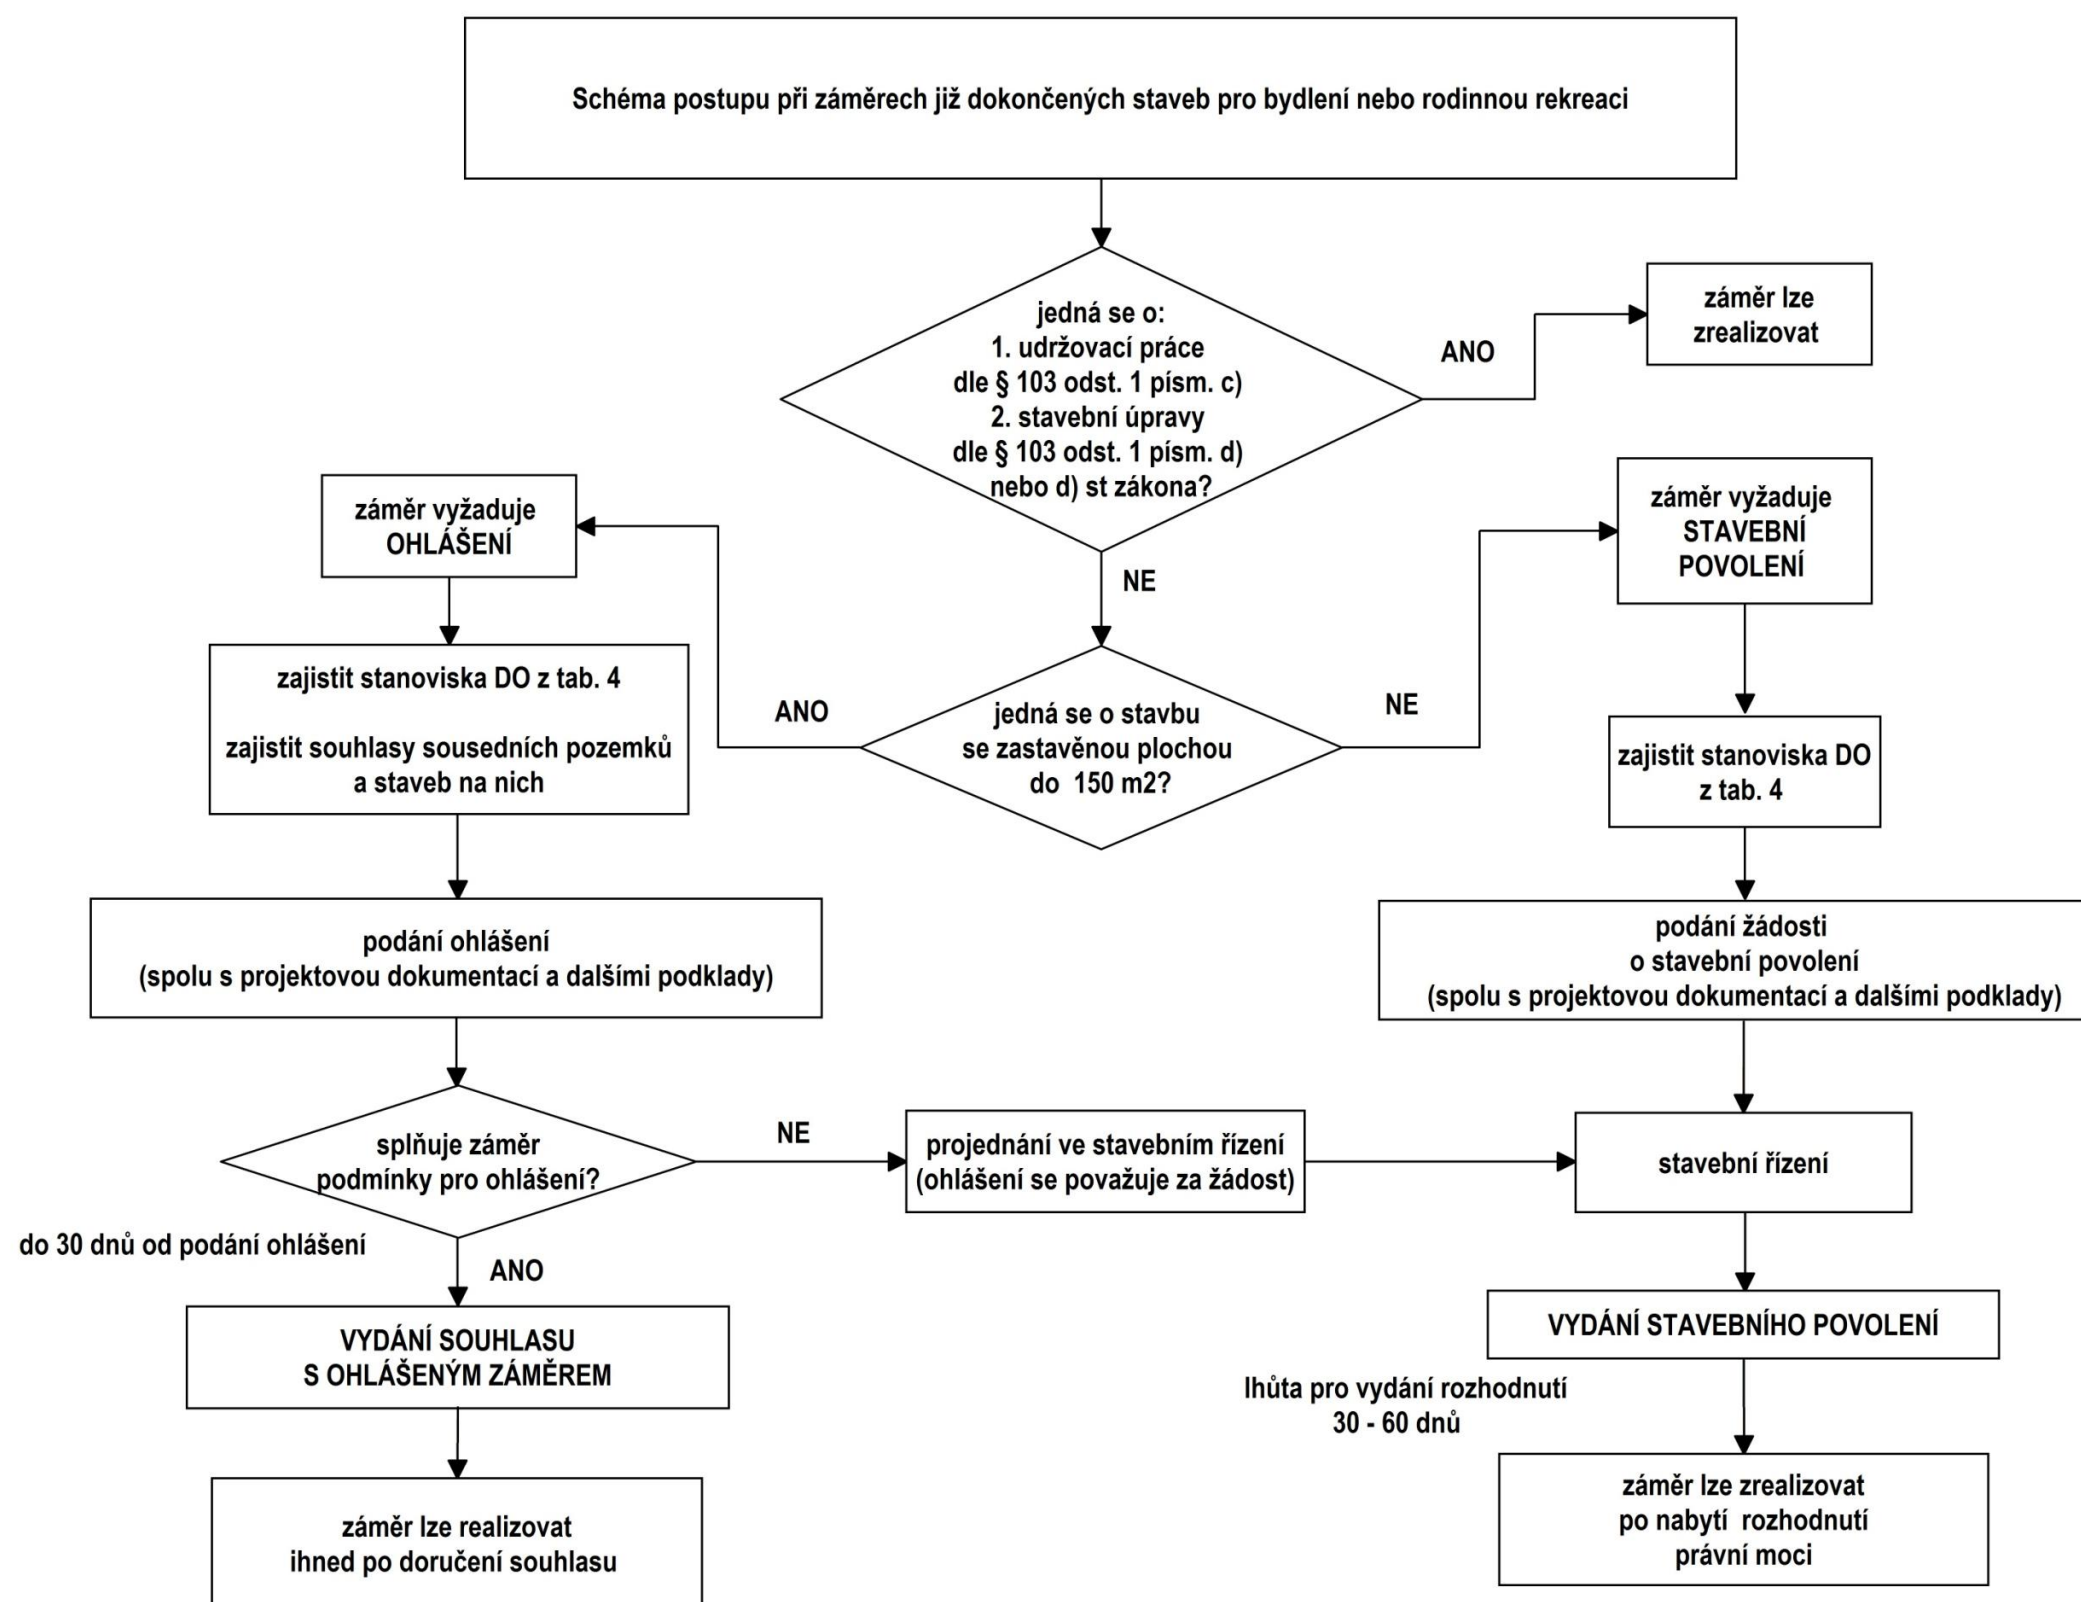 Schéma postupu při záměrech již dokončených staveb pro bydlení nebo rodinnou rekreaci
jedná se o:
1. udržovací práce
dle § 103 odst. 1 písm. c)
2. stavební úpravy
dle § 103 odst. 1 písm. d)
nebo d) st zákona?
ANO
záměr lze
zrealizovat
NE
záměr vyžaduje
OHLÁŠENÍ
záměr vyžaduje
STAVEBNÍ
POVOLENÍ
zajistit stanoviska DO z tab. 4
zajistit souhlasy sousedních pozemků
a staveb na nich
ANO
jedná se o stavbu
se zastavěnou plochou
do  150 m2?
NE
zajistit stanoviska DO
z tab. 4
podání ohlášení
(spolu s projektovou dokumentací a dalšími podklady)
podání žádosti
o stavební povolení
(spolu s projektovou dokumentací a dalšími podklady)
splňuje záměr
podmínky pro ohlášení?
NE
projednání ve stavebním řízení
(ohlášení se považuje za žádost)
stavební řízení
do 30 dnů od podání ohlášení
ANO
VYDÁNÍ SOUHLASU
S OHLÁŠENÝM ZÁMĚREM
VYDÁNÍ STAVEBNÍHO POVOLENÍ
lhůta pro vydání rozhodnutí
30 - 60 dnů
záměr lze realizovat
ihned po doručení souhlasu
záměr lze zrealizovat
po nabytí  rozhodnutí
právní moci